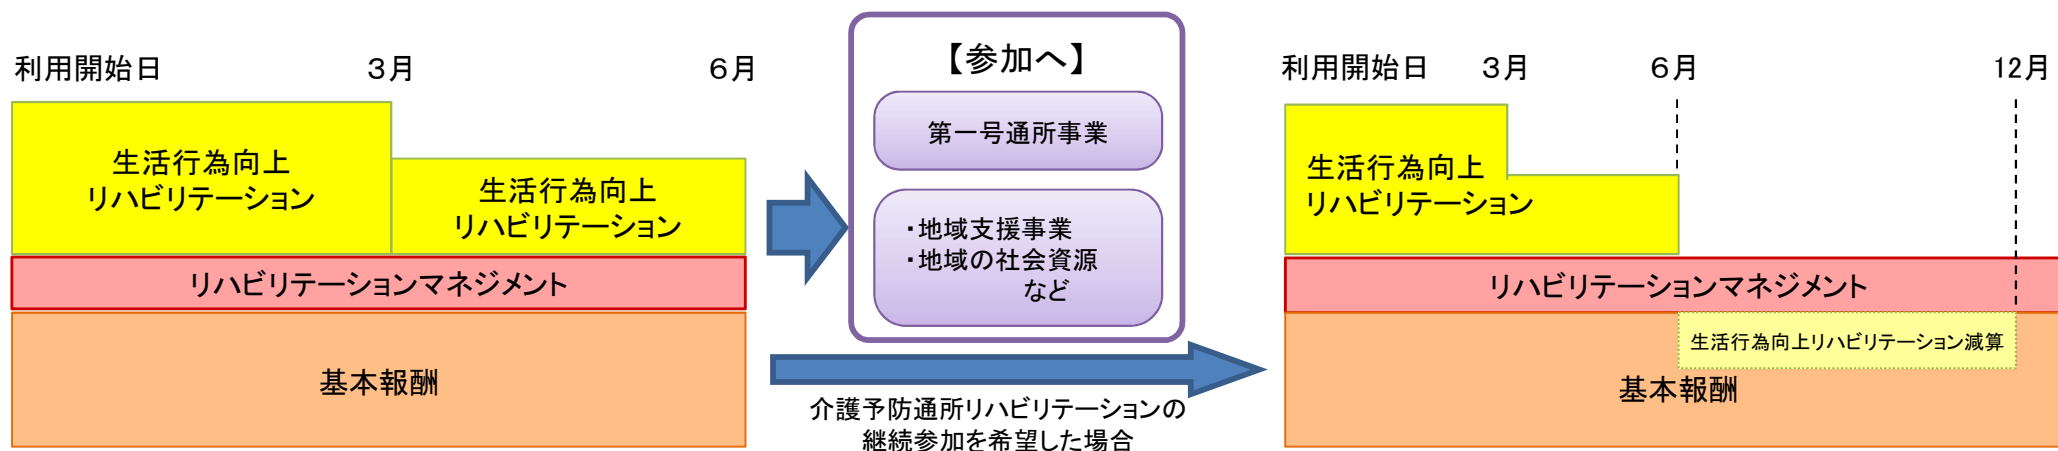 利用開始日
３月
６月
生活行為向上
リハビリテーション
生活行為向上
リハビリテーション
リハビリテーションマネジメント
基本報酬
【参加へ】
第一号通所事業
・地域支援事業
・地域の社会資源
など
介護予防通所リハビリテーションの
継続参加を希望した場合
利用開始日
３月
６月
12月
生活行為向上
リハビリテーション
リハビリテーションマネジメント
生活行為向上リハビリテーション減算
基本報酬